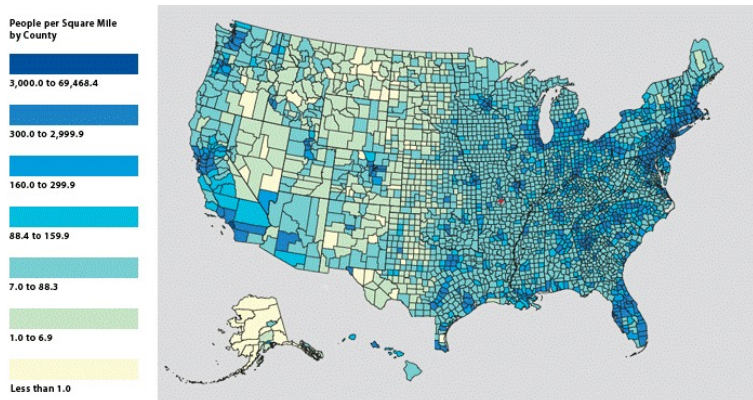 People per Square Mile
by County
3,000.0 to 69,468.4
300.0 to 2,999.9
160.0 to 299.9
88.4 to 159.9
7.0 to 88.3
1.0 to 6.9
Less than 1.0